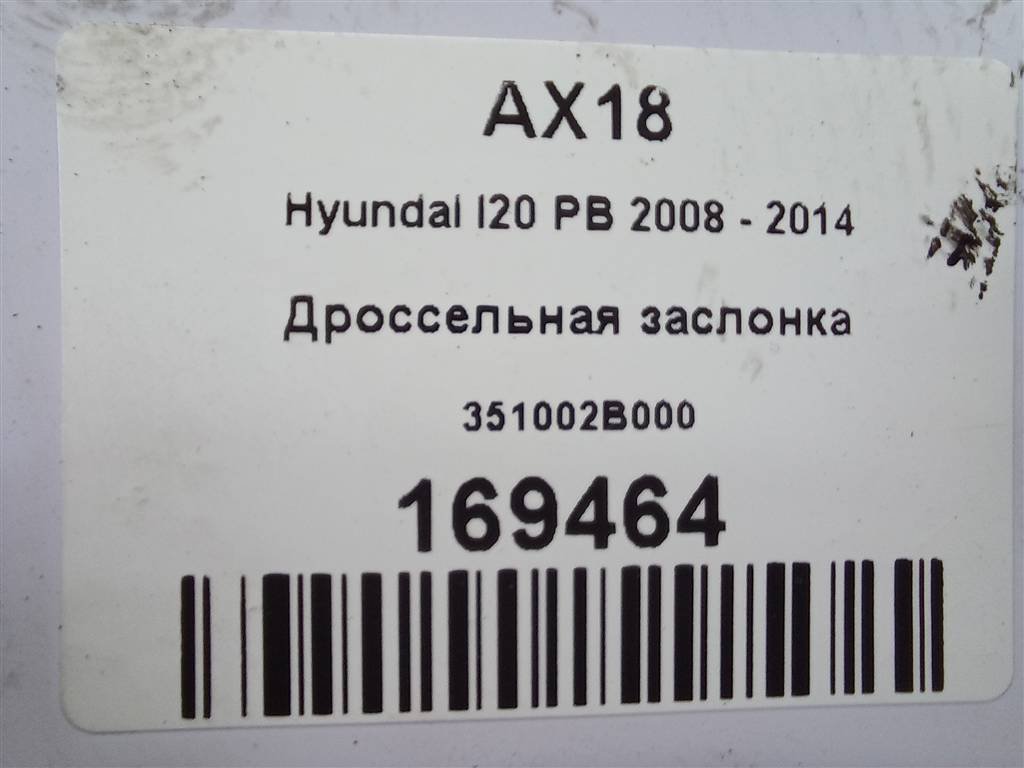 AX18
Hyundai I20 PB 2008 - 2014
Дроссельная заслонка
351002B000
169464